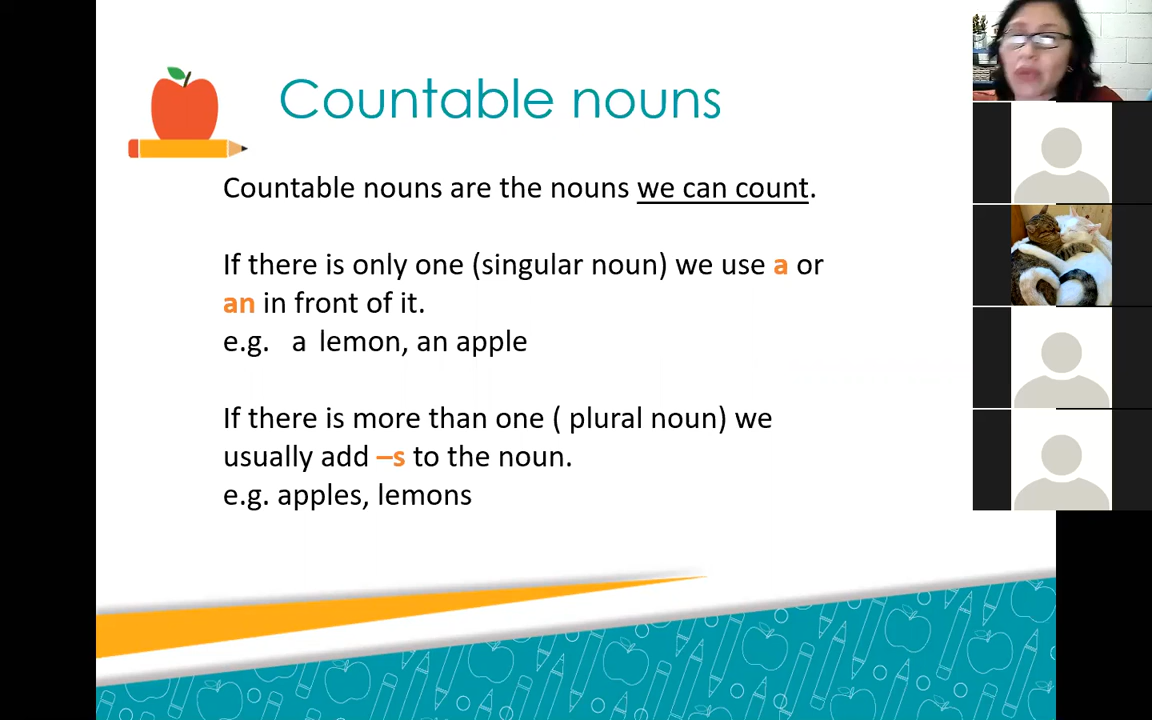 Countable nouns
Countable nouns are the nouns we can count.
If there is only one (singular noun) we use a or
an in front of it.
e.g. a lemon, an apple
If there is more than one ( plural noun) we
usually add –s to the noun.
e.g. apples, lemons